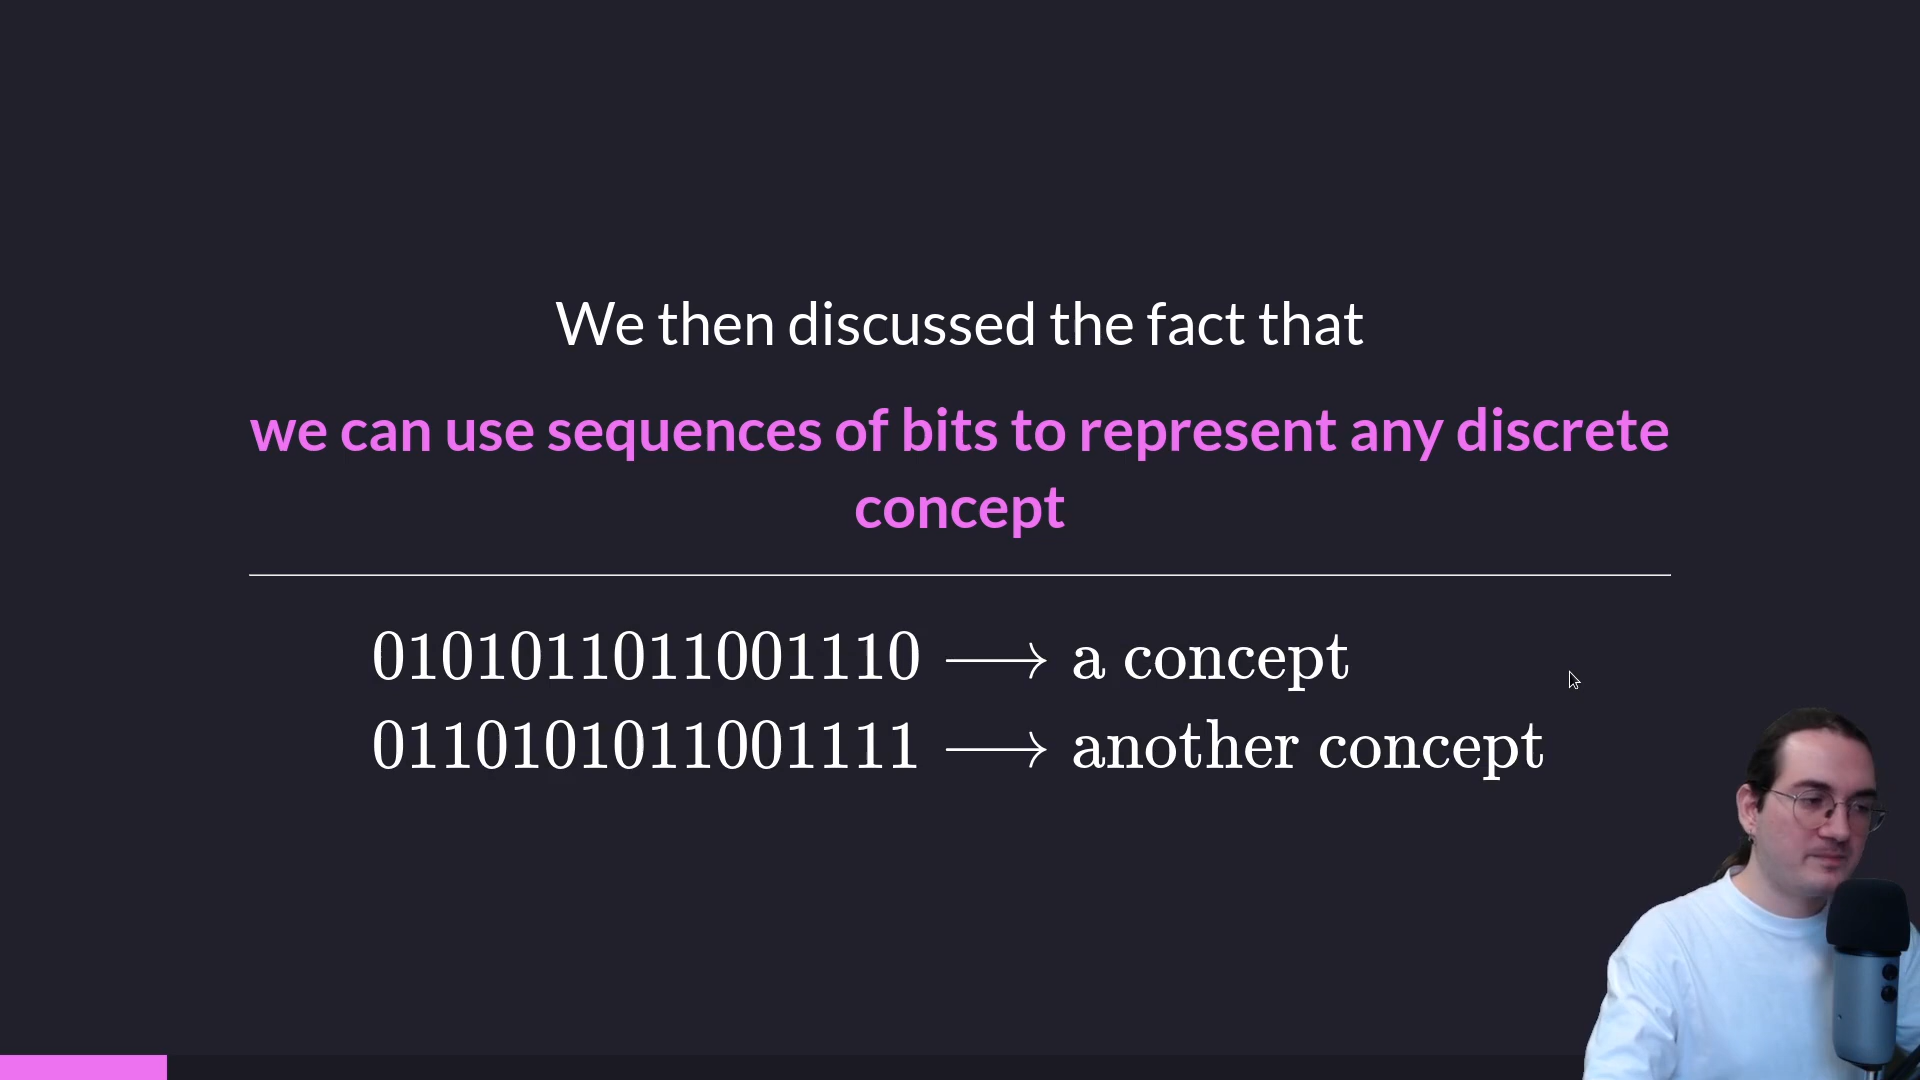 We then discussed the fact that
we can use sequences of bits to represent any discrete
concept
0101011011001110 ⟶ a concept
0110101011001111 ⟶ another concept